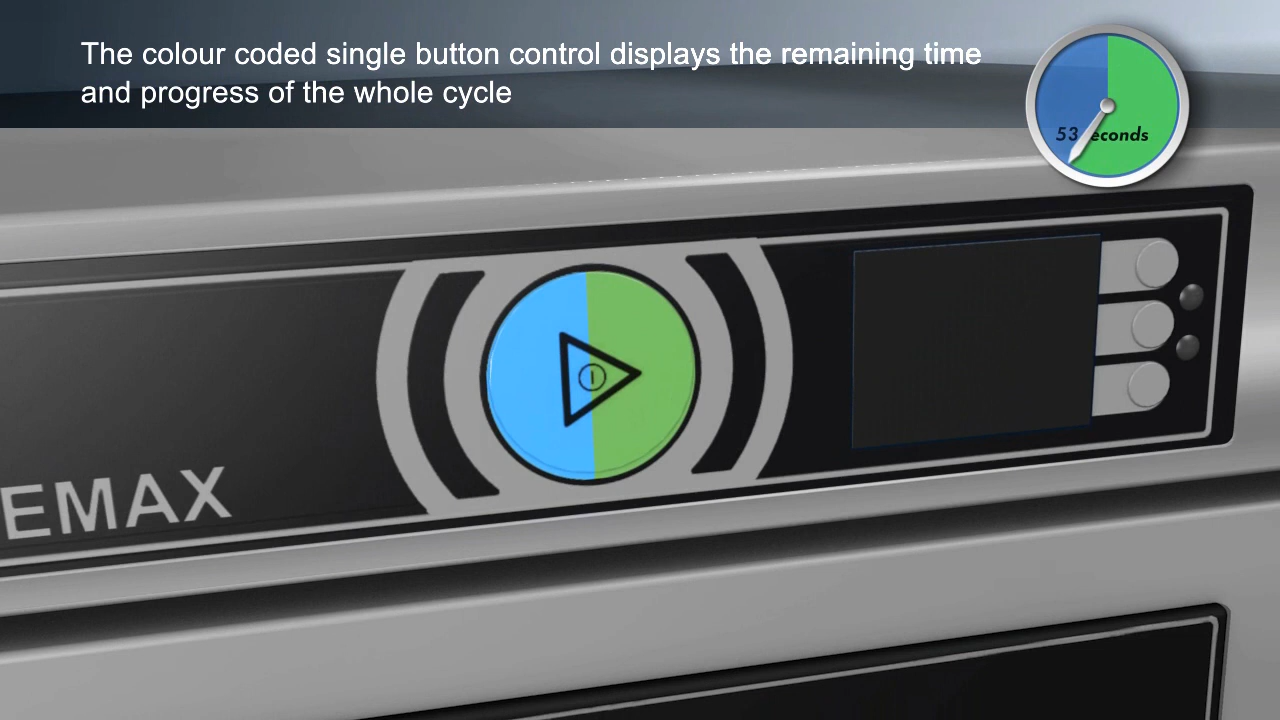 The colour coded single button control displays the remaining time
and progress of the whole cycle
53 econds
EMAX